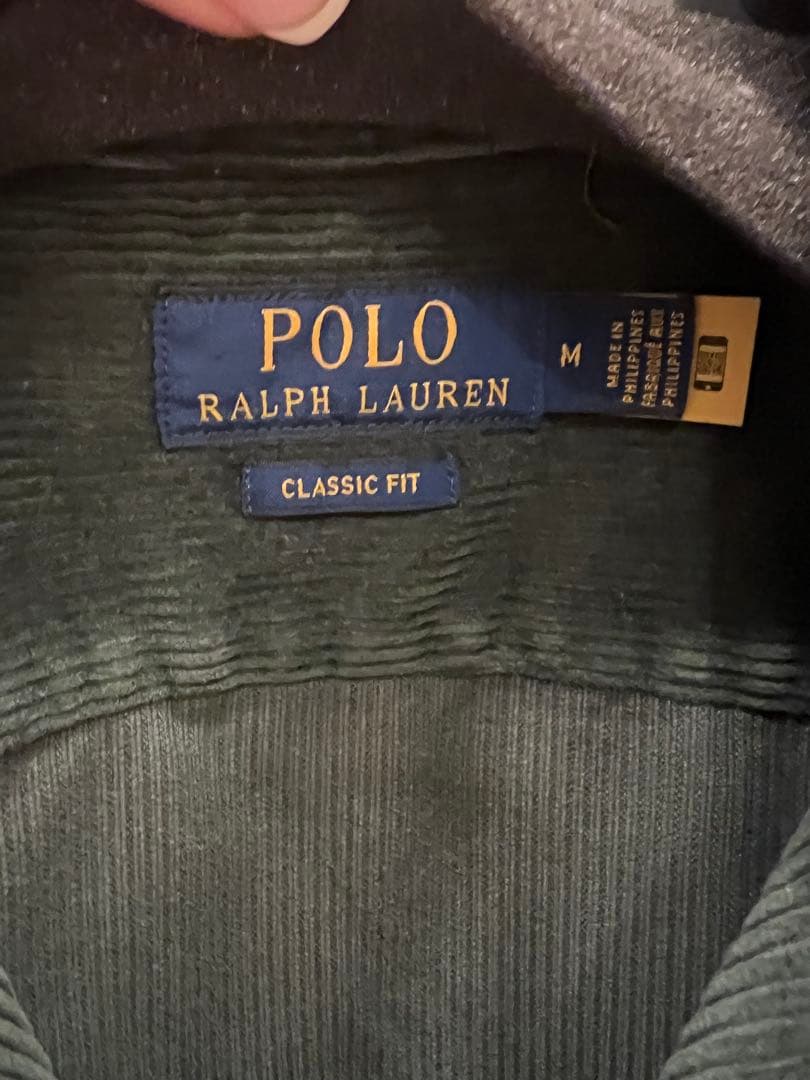 POLO
RALPH LAUREN
M
MADE IN
PHILIPPINES
FABRIQUÉ AUX
PHILIPPINES
CLASSIC FIT